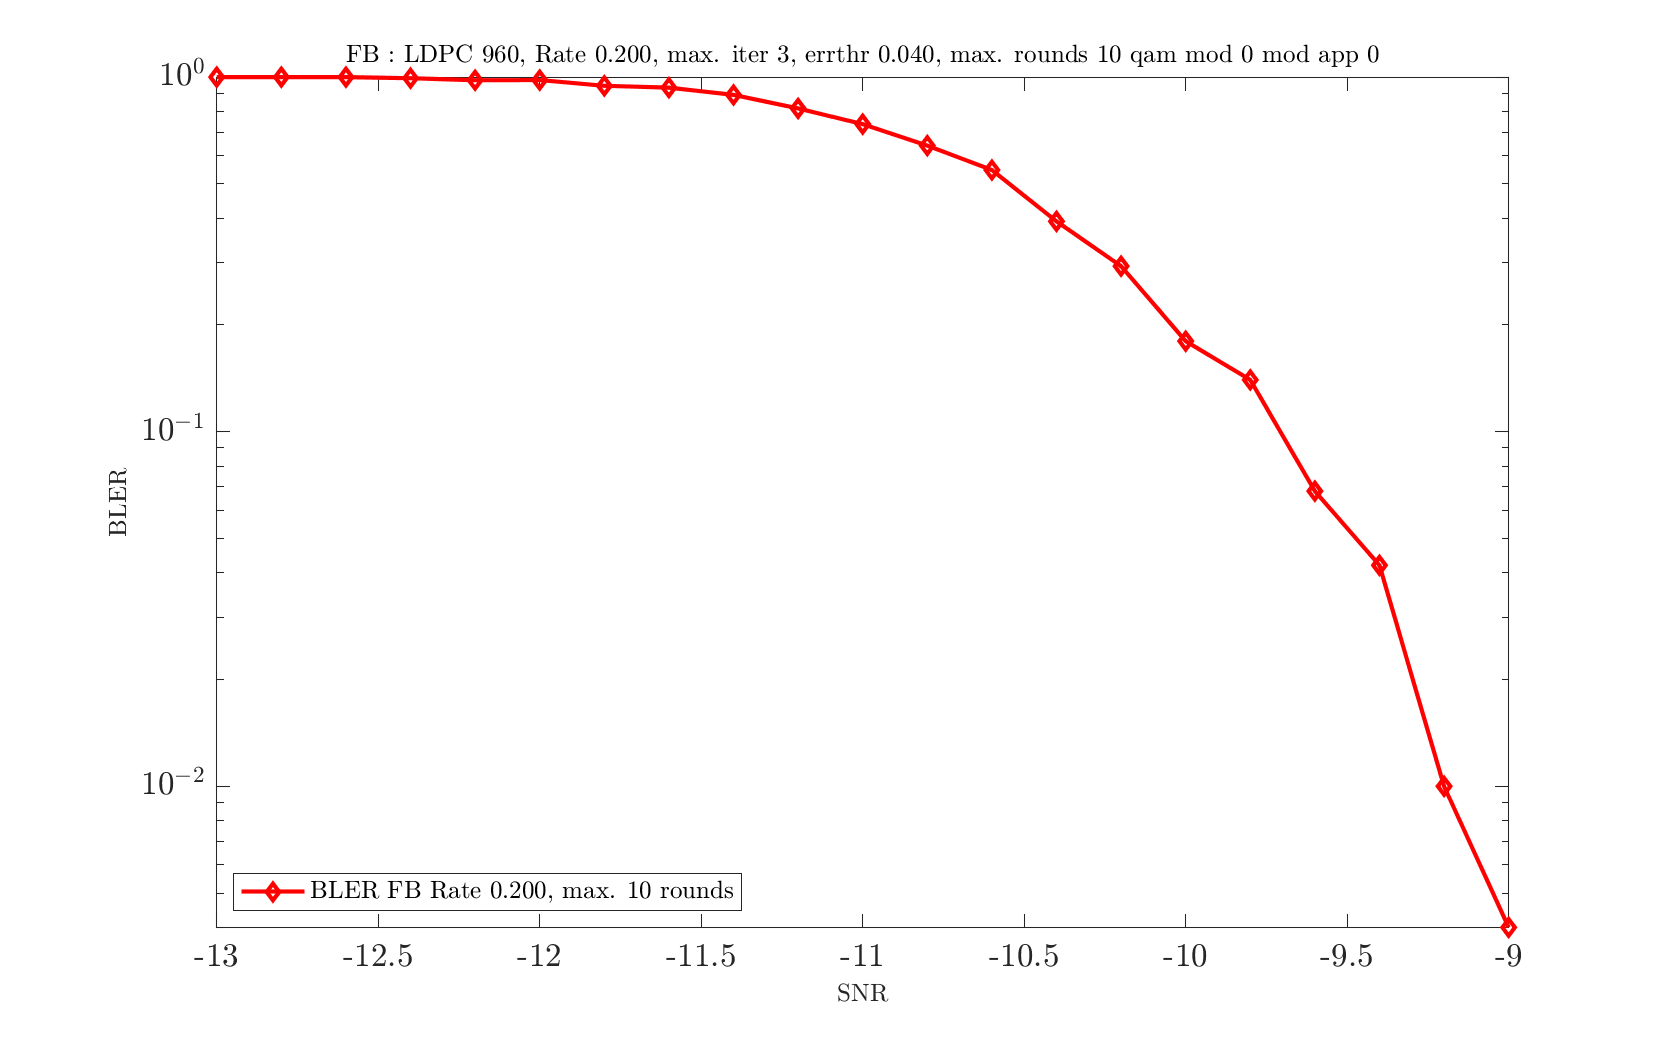 FB : LDPC 960, Rate 0.200, max. iter 3, errthr 0.040, max. rounds 10 qam mod 0 mod app 0
10^0
10^{-1}
BLER
10^{-2}
BLER FB Rate 0.200, max. 10 rounds
-13 -12.5 -12 -11.5 -11 -10.5 -10 -9.5 -9
SNR